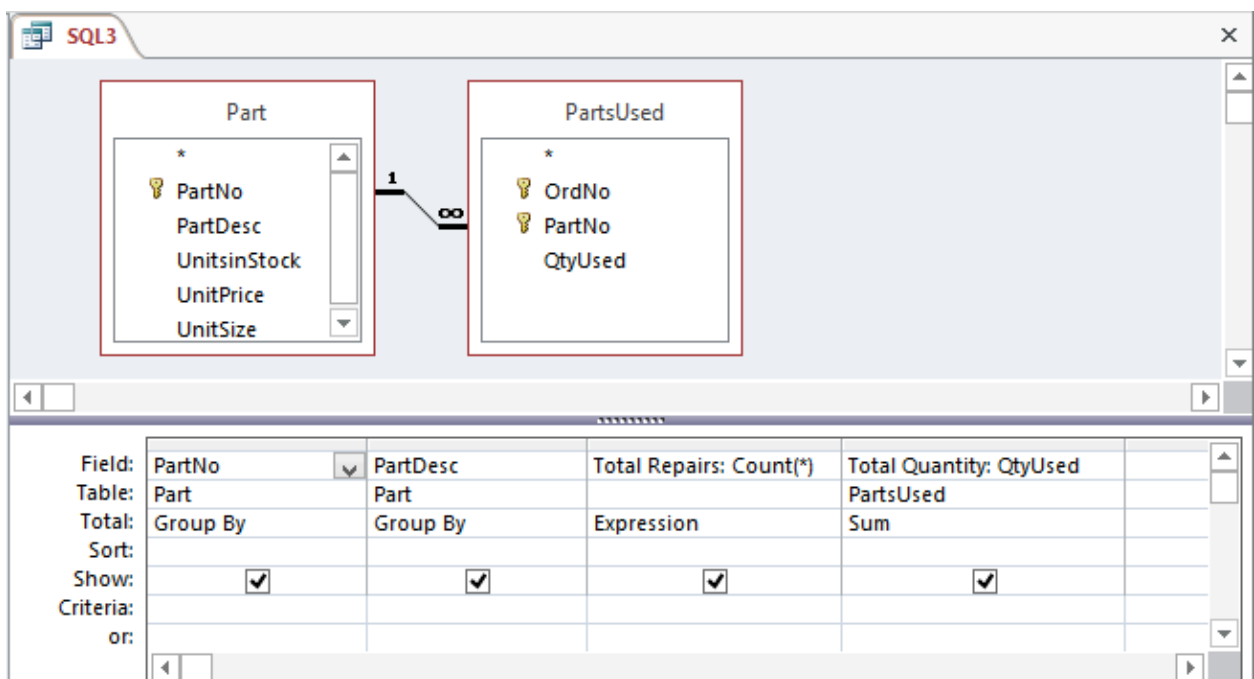 SQL3
Part
*
PartNo
PartDesc
UnitsinStock
UnitPrice
UnitSize
1
∞
PartsUsed
*
OrdNo
PartNo
QtyUsed
Field: PartNo PartDesc Total Repairs: Count(*) Total Quantity: QtyUsed
Table: Part Part PartsUsed
Total: Group By Group By Expression Sum
Sort:
Show:
Criteria:
or: